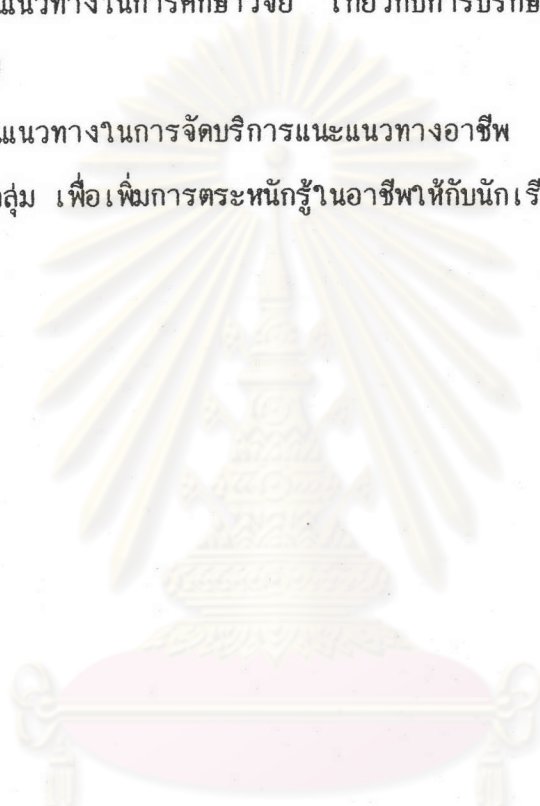 แนวทางในการศึกษาวิจัย เกี่ยวกับการปรึกษ
แนวทางในการจัดบริการแนะแนวทางอาชีพ
ลุ่ม เพื่อเพิ่มการตระหนักรู้ในอาชีพให้กับนักเรี